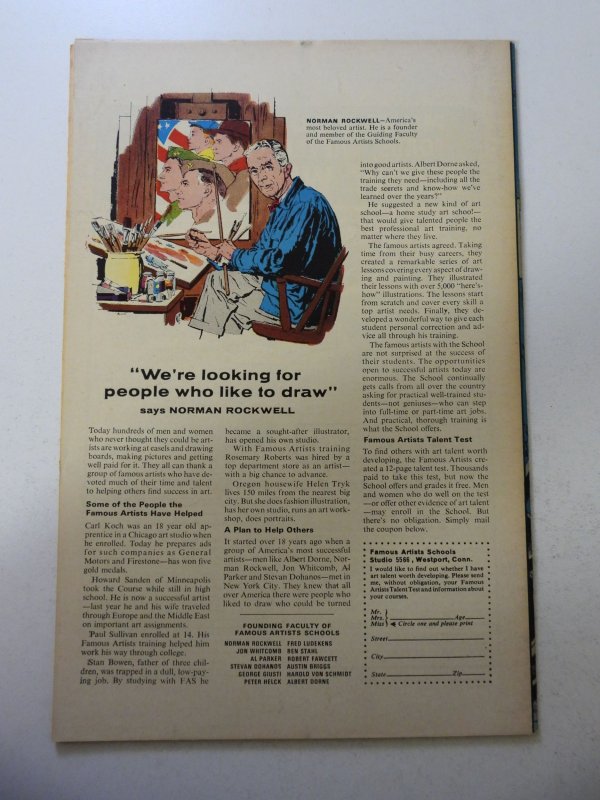 NORMAN ROCKWELL—America's
most beloved artist. He is a founder
and member of the Guiding Faculty
of the Famous Artists Schools.
"We're looking for
people who like to draw"
says NORMAN ROCKWELL
Today hundreds of men and women
who never thought they could be art-
ists are working at easels and drawing
boards, making pictures and getting
well paid for it. They all can thank a
group of famous artists who have de-
voted much of their time and talent
to helping others find success in art.
Some of the People the
Famous Artists Have Helped
Carl Koch was an 18 year old ap-
prentice in a Chicago art studio when
he enrolled. Today he prepares ads
for such companies as General
Motors and Firestone—has won five
gold medals.
Howard Sanden of Minneapolis
took the Course while still in high
school. He is now a successful artist
—last year he and his wife traveled
through Europe and the Middle East
on important art assignments.
Paul Sullivan enrolled at 14. His
Famous Artists training helped him
work his way through college.
Stan Bowen, father of three chil-
dren, was trapped in a dull, low-pay-
ing job. By studying with FAS he
became a sought-after illustrator,
has opened his own studio.
With Famous Artists training
Rosemary Roberts was hired by a
top department store as an artist—
with a big chance to advance.
Oregon housewife Helen Tryk
lives 150 miles from the nearest big
city. But she does fashion illustration,
has her own studio, runs an art work-
shop, does portraits.
A Plan to Help Others
It started over 18 years ago when a
group of America's most successful
artists—men like Albert Dorne, Nor-
man Rockwell, Jon Whitcomb, Al
Parker and Stevan Dohanos—met in
New York City. They knew that all
over America there were people who
liked to draw who could be turned
FOUNDING FACULTY OF
FAMOUS ARTISTS SCHOOLS
NORMAN ROCKWELL FRED LUDEKENS
JON WHITCOMB BEN STAHL
AL PARKER ROBERT FAWCETT
STEVAN DOHANOS AUSTIN BRIGGS
GEORGE GIUSTI HAROLD VON SCHMIDT
PETER HELCK ALBERT DORNE
into good artists. Albert Dorne asked,
"Why can't we give these people the
training they need—including all the
trade secrets and know-how we've
learned over the years?"
He suggested a new kind of art
school—a home study art school—
that would give talented people the
best professional art training, no
matter where they live.
The famous artists agreed. Taking
time from their busy careers, they
created a remarkable series of art
lessons covering every aspect of draw-
ing and painting. They illustrated
their lessons with over 5,000 "here's-
how" illustrations. The lessons start
from scratch and cover every skill a
top artist needs. Finally, they de-
veloped a wonderful way to give each
student personal correction and ad-
vice all through his training.
The famous artists with the School
are not surprised at the success of
their students. The opportunities
open to successful artists today are
enormous. The School continually
gets calls from all over the country
asking for practical well-trained stu-
dents—not geniuses—who can step
into full-time or part-time art jobs.
And practical, thorough training is
what the School offers.
Famous Artists Talent Test
To find others with art talent worth
developing, the Famous Artists cre-
ated a 12-page talent test. Thousands
paid to take this test, but now the
School offers and grades it free. Men
and women who do well on the test
—or offer other evidence of art talent
—may enroll in the School. But
there's no obligation. Simply mail
the coupon below.
Famous Artists Schools
Studio 5566, Westport, Conn.
I would like to find out whether I have
art talent worth developing. Please send
me, without obligation, your Famous
Artists Talent Test and information about
your courses.
Mr.
Mrs. Age
Miss Circle one and please print
Street
City
State Zip